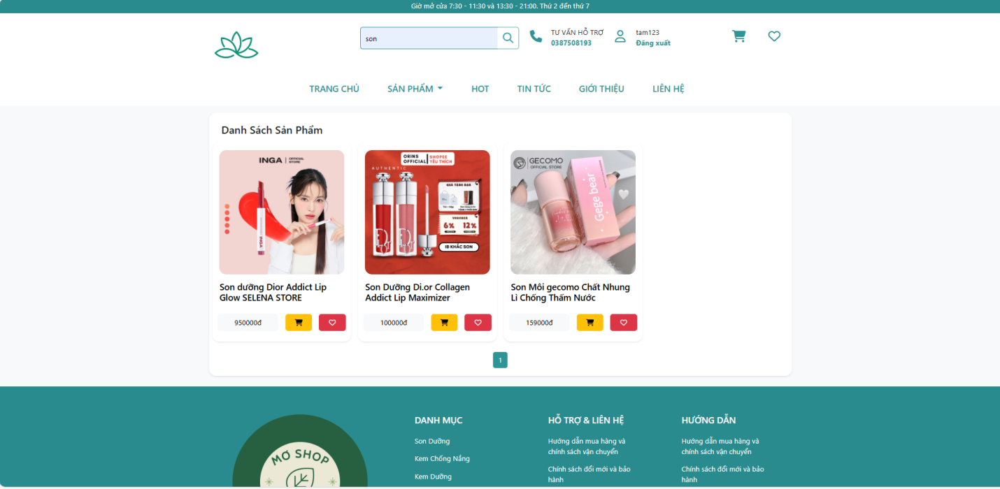 Giờ mở cửa 7:30 - 11:30 và 13:30 - 21:00. Thứ 2 đến thứ 7
son
TƯ VẤN HỖ TRỢ
0387508193
tam123
Đăng xuất
TRANG CHỦ
SẢN PHẨM
HOT
TIN TỨC
GIỚI THIỆU
LIÊN HỆ
Danh Sách Sản Phẩm
INGA
OFFICIAL
STORE
INGA
Son dưỡng Dior Addict Lip
Glow SELENA STORE
950000đ
ORINS
OFFICIAL
SHOPEE
YÊU THÍCH
AUTHENTIC
QUÀ TẶNG BẠN
VOUCHER
6%
12%
IB KHẮC SON
Son Dưỡng Di.or Collagen
Addict Lip Maximizer
100000đ
GECOMO
OFFICIAL STORE
Gege bear
Son Môi gecomo Chất Nhung
Lì Chống Thấm Nước
159000đ
1
MƠ SHOP
DANH MỤC
Son Dưỡng
Kem Chống Nắng
Kem Dưỡng
HỖ TRỢ & LIÊN HỆ
Hướng dẫn mua hàng và
chính sách vận chuyển
Chính sách đổi mới và bảo
hành
HƯỚNG DẪN
Hướng dẫn mua hàng và
chính sách vận chuyển
Chính sách đổi mới và bảo
hành